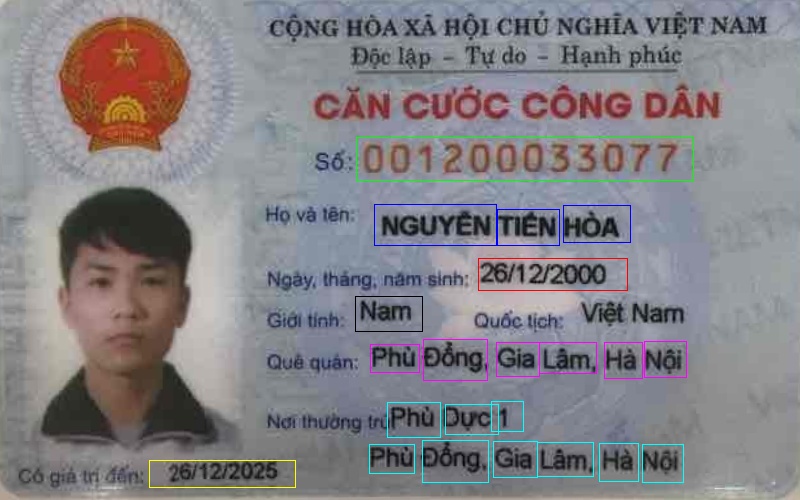 CỘNG HÒA XÃ HỘI CHỦ NGHĨA VIỆT NAM
Độc lập - Tự do - Hạnh phúc
CĂN CƯỚC CÔNG DÂN
Số: 001200033077
Họ và tên: NGUYỄN TIẾN HÒA
Ngày, tháng, năm sinh: 26/12/2000
Giới tính: Nam Quốc tịch: Việt Nam
Quê quán: Phù Đổng, Gia Lâm, Hà Nội
Nơi thường trú Phù Dực 1
Phù Đổng, Gia Lâm, Hà Nội
Có giá trị đến: 26/12/2025